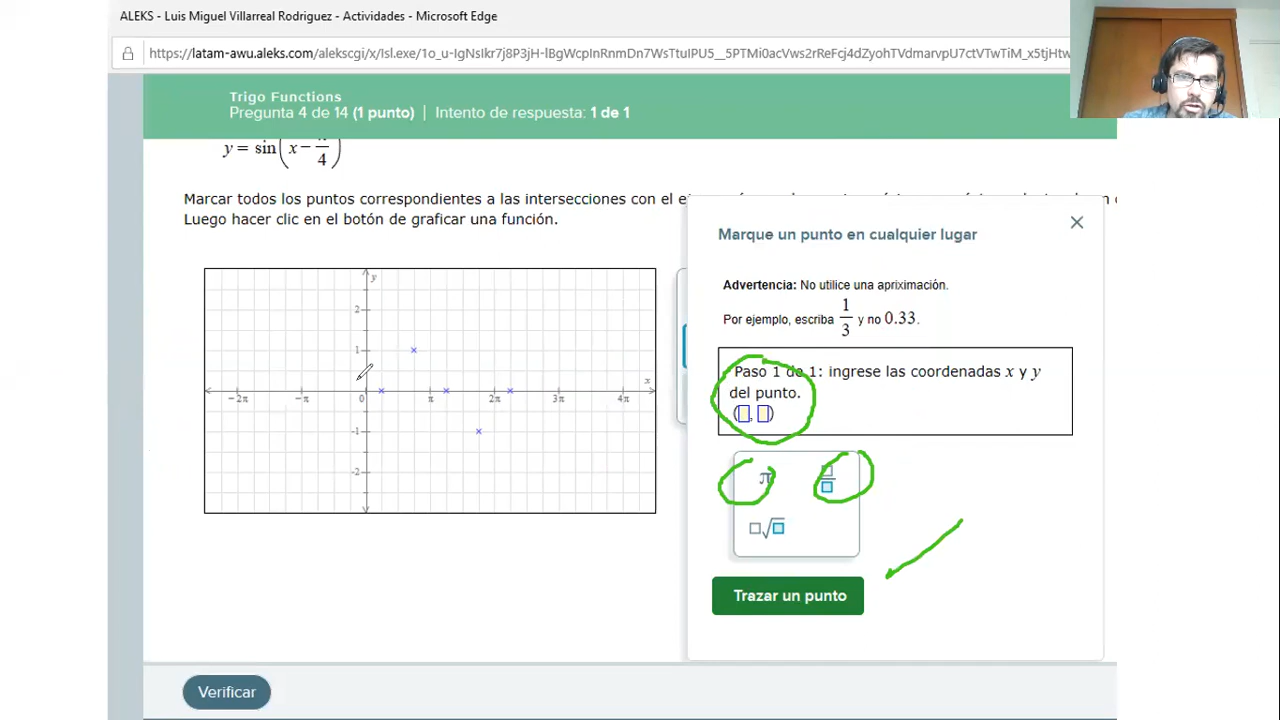 ALEKS - Luis Miguel Villarreal Rodriguez - Actividades - Microsoft Edge
https://latam-awu.aleks.com/alekscgi/x/Isl.exe/
Trigo Functions
Pregunta 4 de 14 (1 punto) | Intento de respuesta: 1 de 1
y = sin(x − π/4)
Marcar todos los puntos correspondientes a las intersecciones con el
Luego hacer clic en el botón de graficar una función.
Marque un punto en cualquier lugar
Advertencia: No utilice una aprixImación.
Por ejemplo, escriba 1/3 y no 0.33.
Paso 1 de 1: ingrese las coordenadas x y y
del punto.
(□, □)
y
2
1
x
−2π −π 0 π 2π 3π 4π
-1
-2
π
□√□
Trazar un punto
Verificar